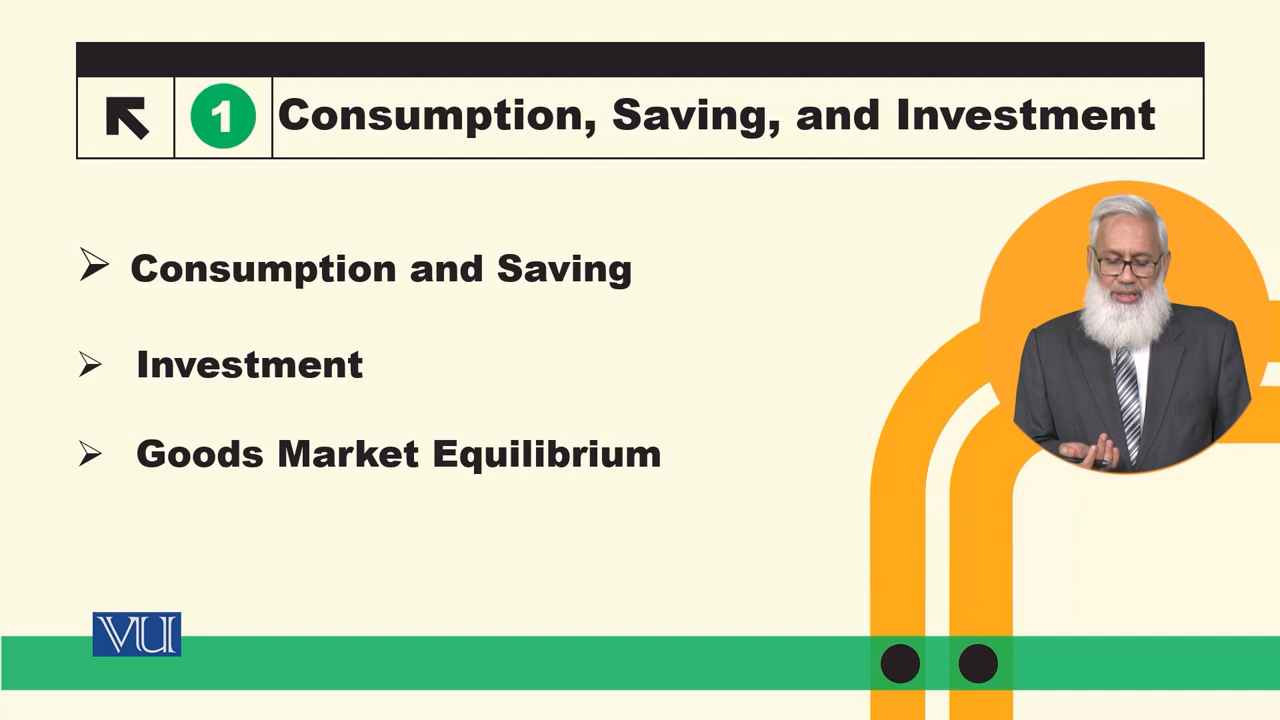 1
Consumption, Saving, and Investment
Consumption and Saving
Investment
Goods Market Equilibrium
VU